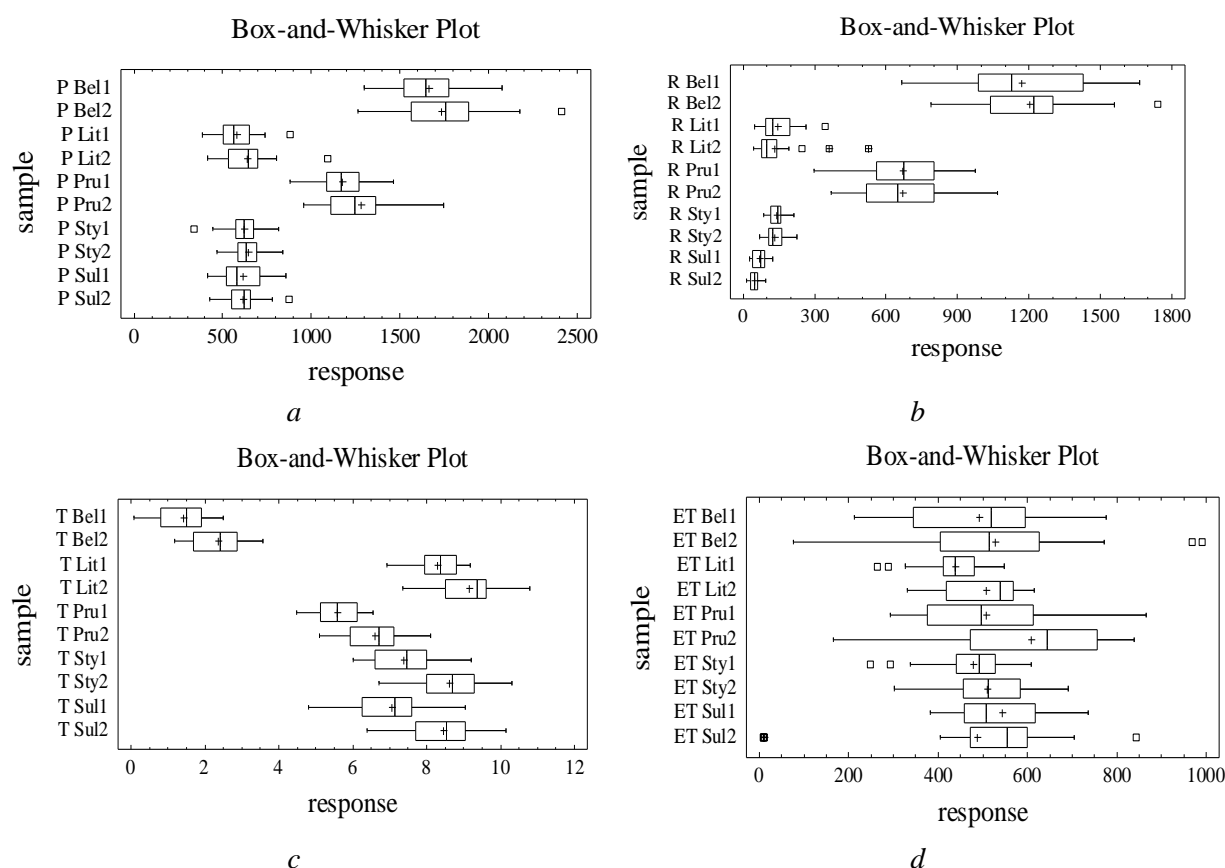 Box-and-Whisker Plot
sample
P Bel1
P Bel2
P Lit1
P Lit2
P Pru1
P Pru2
P Sty1
P Sty2
P Sul1
P Sul2
0 500 1000 1500 2000 2500
response
a
Box-and-Whisker Plot
sample
R Bel1
R Bel2
R Lit1
R Lit2
R Pru1
R Pru2
R Sty1
R Sty2
R Sul1
R Sul2
0 300 600 900 1200 1500 1800
response
b
Box-and-Whisker Plot
sample
T Bel1
T Bel2
T Lit1
T Lit2
T Pru1
T Pru2
T Sty1
T Sty2
T Sul1
T Sul2
0 2 4 6 8 10 12
response
c
Box-and-Whisker Plot
sample
ET Bel1
ET Bel2
ET Lit1
ET Lit2
ET Pru1
ET Pru2
ET Sty1
ET Sty2
ET Sul1
ET Sul2
0 200 400 600 800 1000
response
d